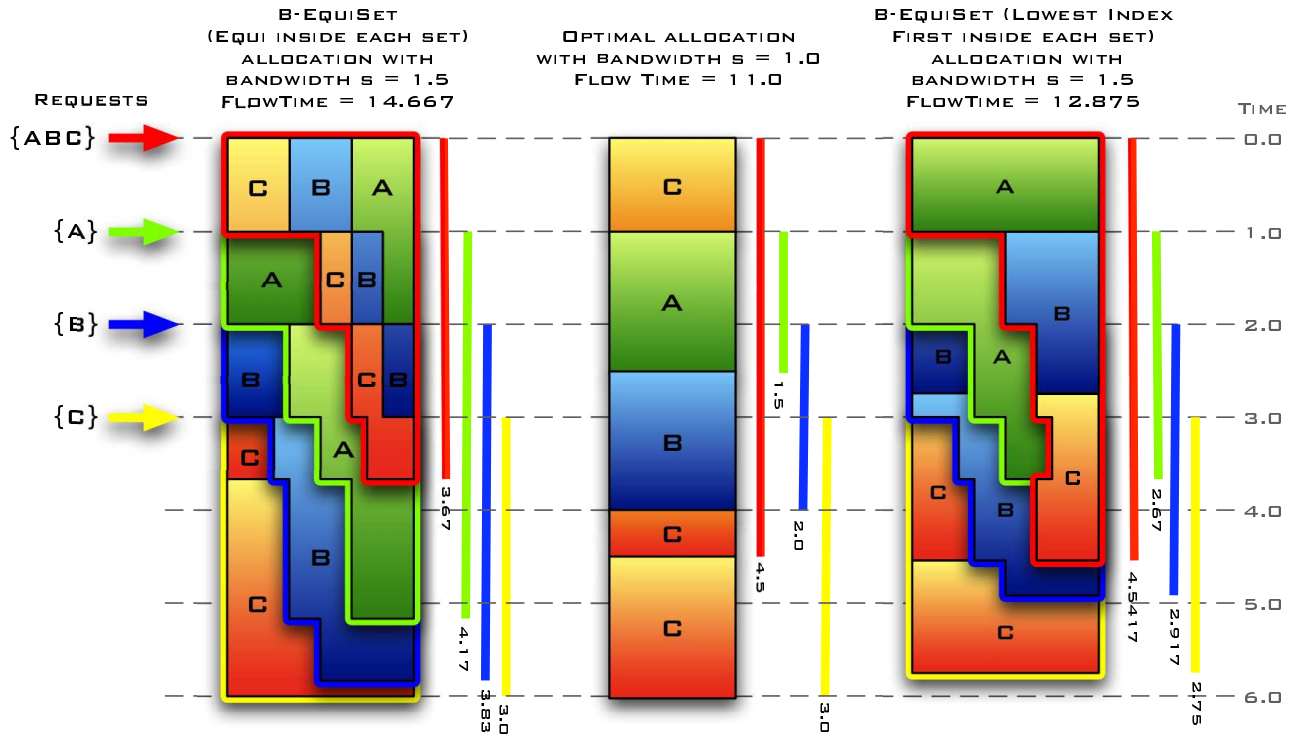 B-EquiSet
(Equi inside each set)
allocation with
bandwidth s = 1.5
FlowTime = 14.667
Optimal allocation
with Bandwidth s = 1.0
Flow Time = 11.0
B-EquiSet (Lowest Index
First inside each set)
allocation with
bandwidth s = 1.5
FlowTime = 12.875
Requests
Time
{ABC}
{A}
{B}
{C}
C B A
A C B
B C B
C A
B
C
3.67
4.17
3.83
3.0
C
A
B
C
C
1.5
2.0
4.5
3.0
A
B
B A
C C
B
C
2.67
4.5417
2.917
2.75
0.0
1.0
2.0
3.0
4.0
5.0
6.0